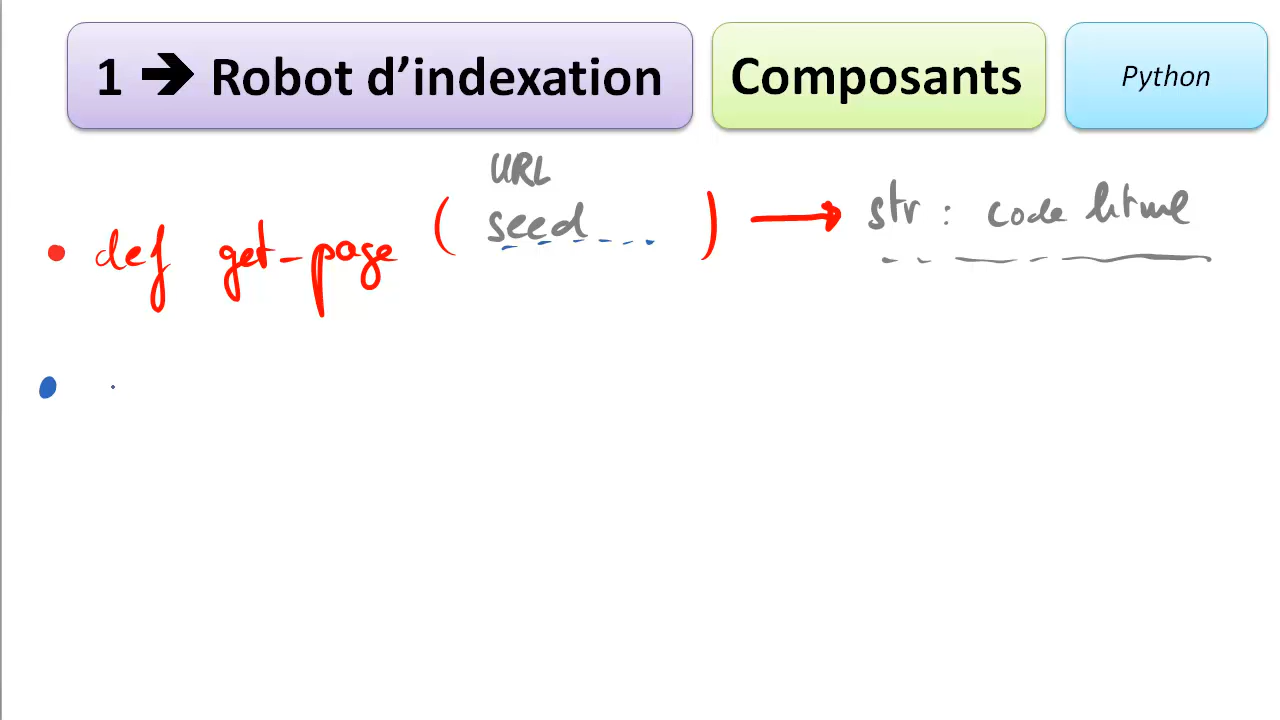 1 → Robot d’indexation
Composants
Python
URL
• def get-page ( seed ) → str : code html